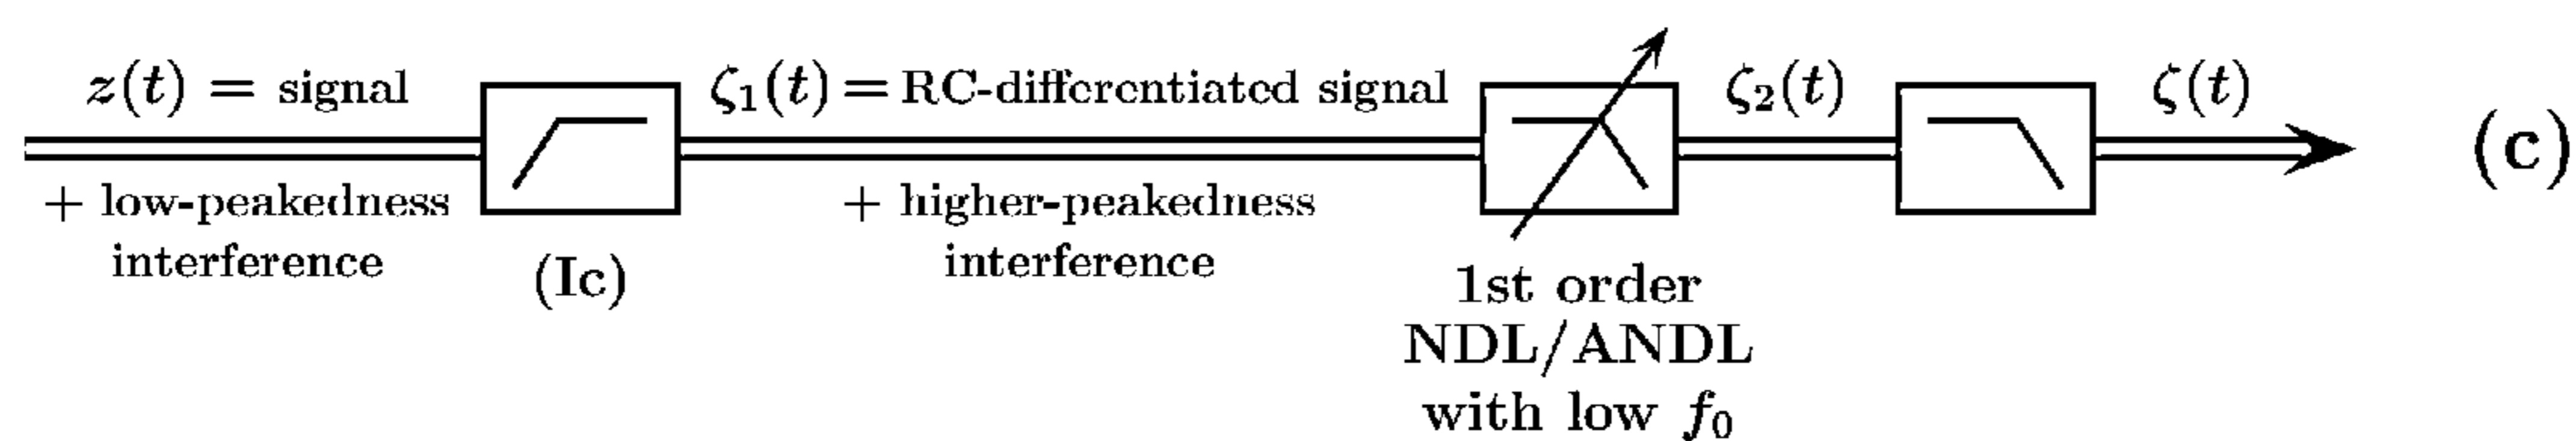 z(t) = signal
+ low-peakedness
interference
(Ic)
ζ₁(t) = RC-differentiated signal
+ higher-peakedness
interference
1st order
NDL/ANDL
with low f₀
ζ₂(t)
ζ(t)
(c)